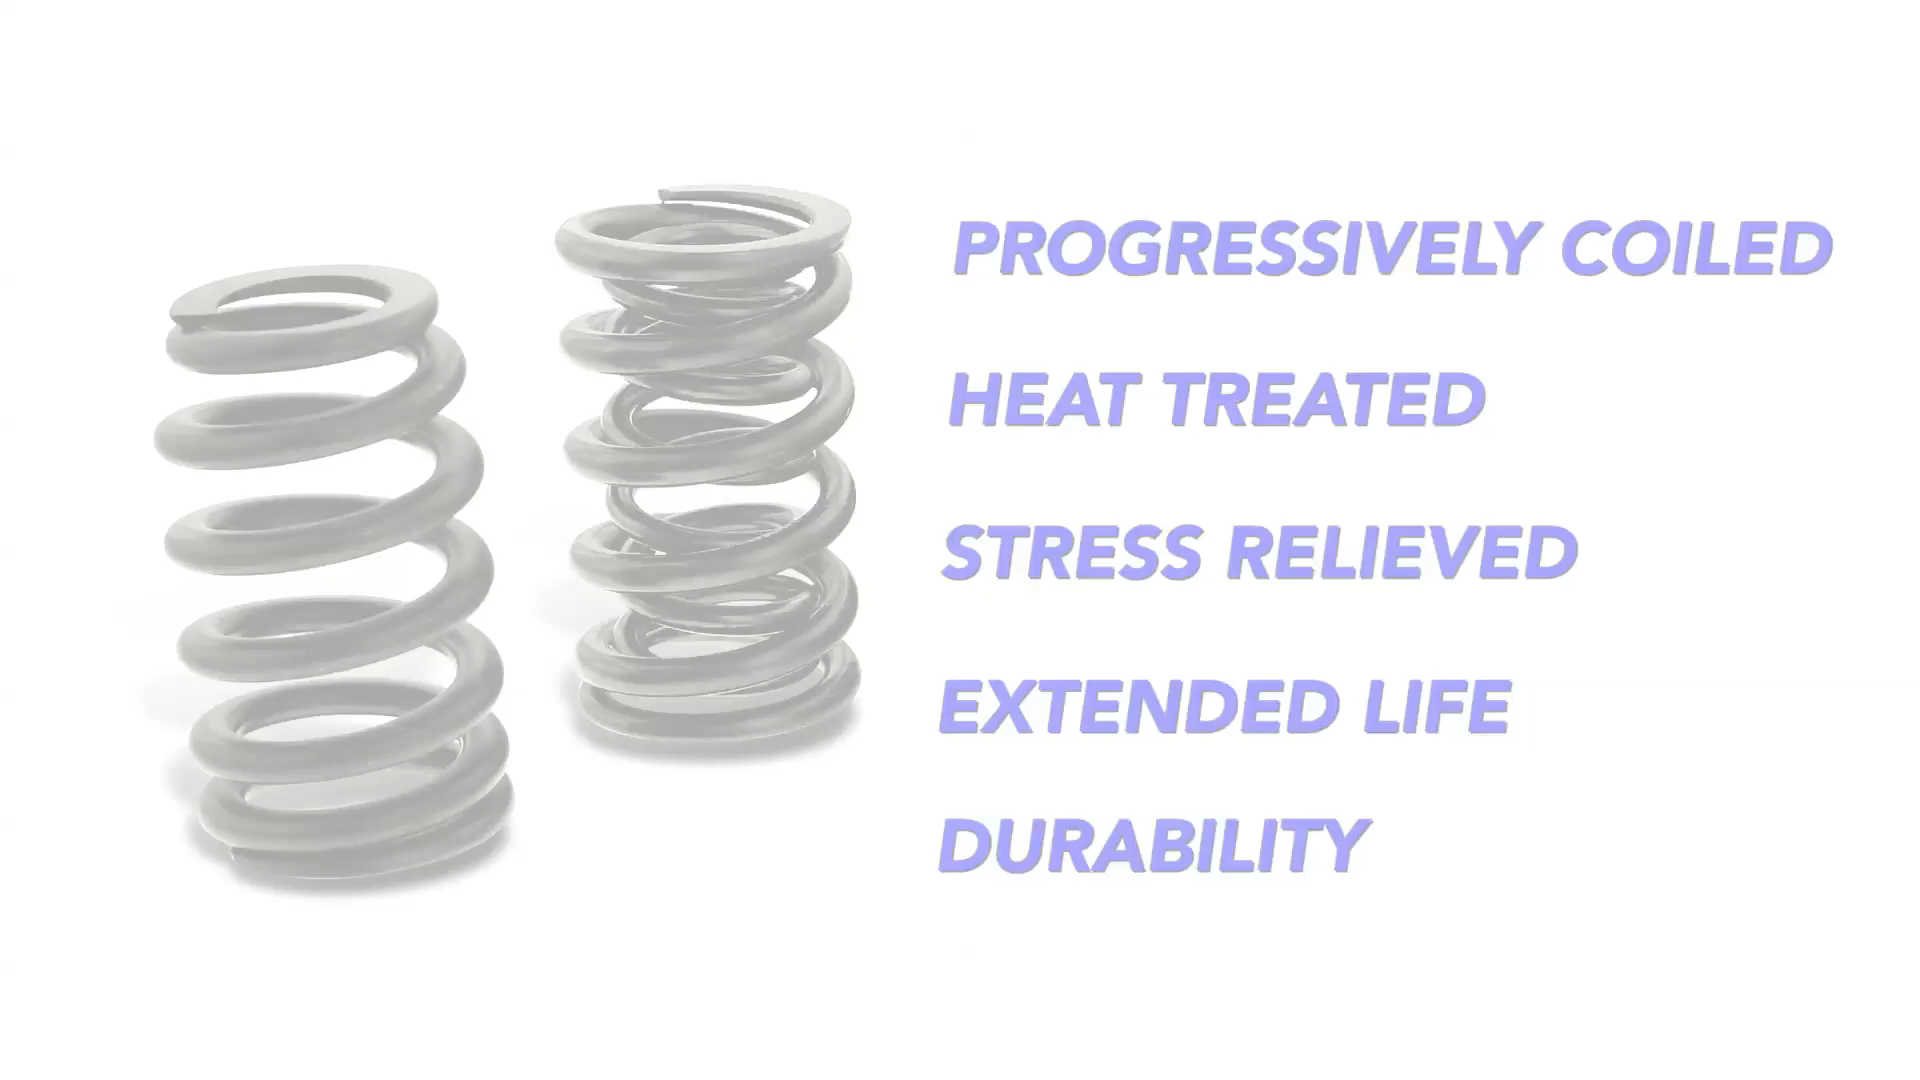 PROGRESSIVELY COILED
HEAT TREATED
STRESS RELIEVED
EXTENDED LIFE
DURABILITY